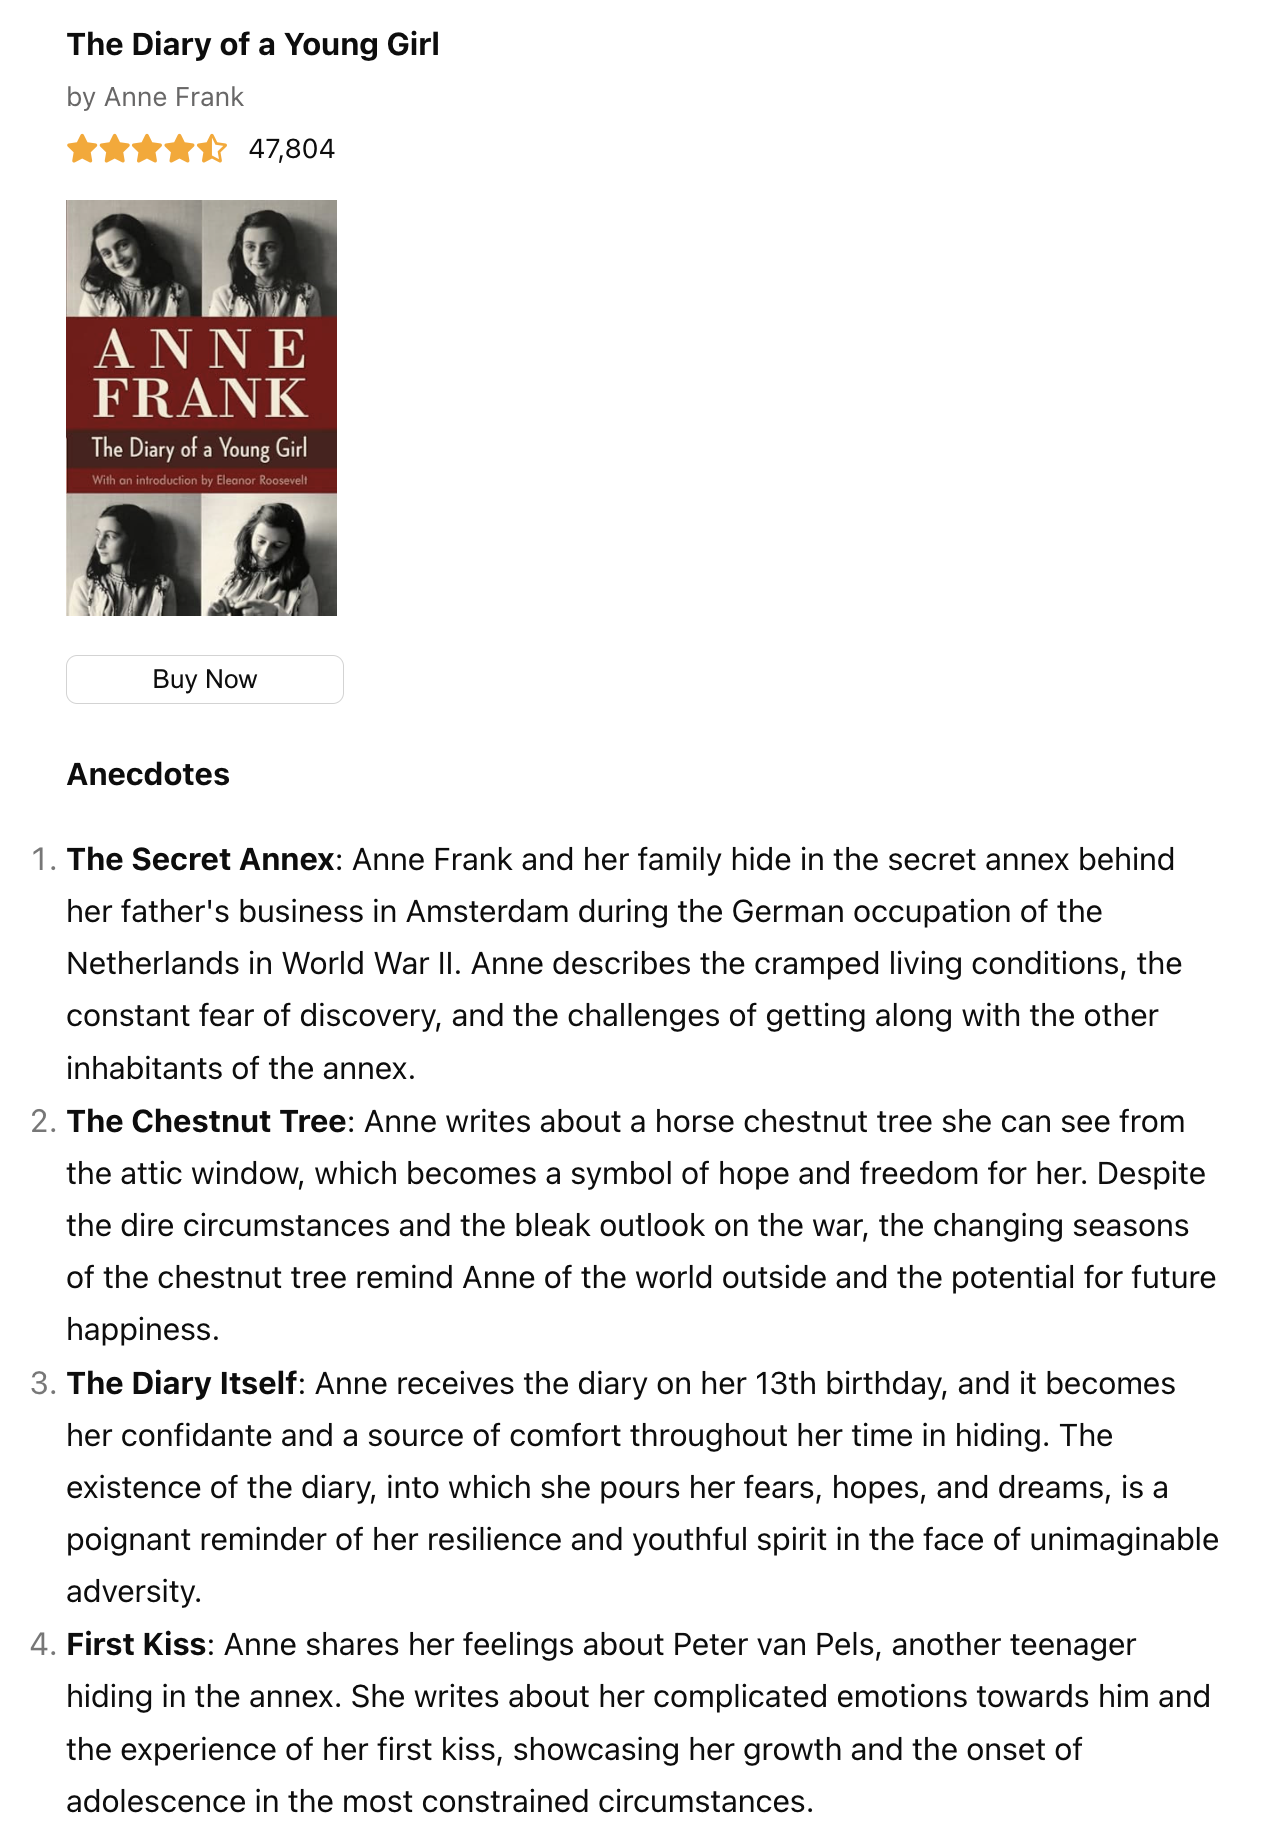 The Diary of a Young Girl
by Anne Frank
47,804
ANNE
FRANK
The Diary of a Young Girl
With an introduction by Eleanor Roosevelt
Buy Now
Anecdotes
1. The Secret Annex: Anne Frank and her family hide in the secret annex behind
her father's business in Amsterdam during the German occupation of the
Netherlands in World War II. Anne describes the cramped living conditions, the
constant fear of discovery, and the challenges of getting along with the other
inhabitants of the annex.
2. The Chestnut Tree: Anne writes about a horse chestnut tree she can see from
the attic window, which becomes a symbol of hope and freedom for her. Despite
the dire circumstances and the bleak outlook on the war, the changing seasons
of the chestnut tree remind Anne of the world outside and the potential for future
happiness.
3. The Diary Itself: Anne receives the diary on her 13th birthday, and it becomes
her confidante and a source of comfort throughout her time in hiding. The
existence of the diary, into which she pours her fears, hopes, and dreams, is a
poignant reminder of her resilience and youthful spirit in the face of unimaginable
adversity.
4. First Kiss: Anne shares her feelings about Peter van Pels, another teenager
hiding in the annex. She writes about her complicated emotions towards him and
the experience of her first kiss, showcasing her growth and the onset of
adolescence in the most constrained circumstances.